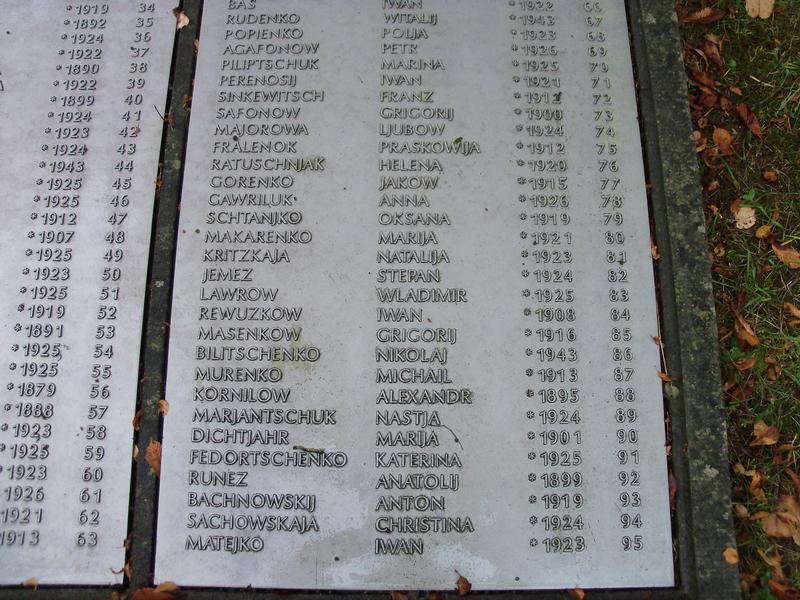 *1919 34
*1892 35
*1924 36
*1922 37
*1890 38
*1922 39
*1899 40
*1924 41
*1923 42
*1924 43
*1943 44
*1925 45
*1925 46
*1912 47
*1907 48
*1925 49
*1923 50
*1925 51
*1919 52
*1891 53
*1925 54
*1925 55
*1879 56
*1888 57
*1923 58
*1925 59
*1923 60
1926 61
1921 62
1913 63
BAS IWAN *1922 66
RUDENKO WITALIJ *1943 67
POPIENKO POLJA *1923 68
AGAFONOW PETR *1926 69
PILIPTSCHUK MARINA *1925 70
PERENOSIJ IWAN *1921 71
SINKEWITSCH FRANZ *1912 72
SAFONOW GRIGORIJ *1900 73
MAJOROWA LJUBOW *1924 74
FRALENOK PRASKOWIJA *1912 75
RATUSCHNJAK HELENA *1920 76
GORENKO JAKOW *1915 77
GAWRILUK ANNA *1926 78
SCHTANJKO OKSANA *1919 79
MAKARENKO MARIJA *1921 80
KRITZKAJA NATALIJA *1923 81
JEMEZ STEPAN *1924 82
LAWROW WLADIMIR *1925 83
REWUZKOW IWAN *1908 84
MASENKOW GRIGORIJ *1916 85
BILITSCHENKO NIKOLAJ *1943 86
MURENKO MICHAIL *1913 87
KORNILOW ALEXANDR *1895 88
MARJANTSCHUK NASTJA *1924 89
DICHTJAHR MARIJA *1901 90
FEDORTSCHENKO KATERINA *1925 91
RUNEZ ANATOLIJ *1899 92
BACHNOWSKIJ ANTON *1919 93
SACHOWSKAJA CHRISTINA *1924 94
MATEJKO IWAN *1923 95